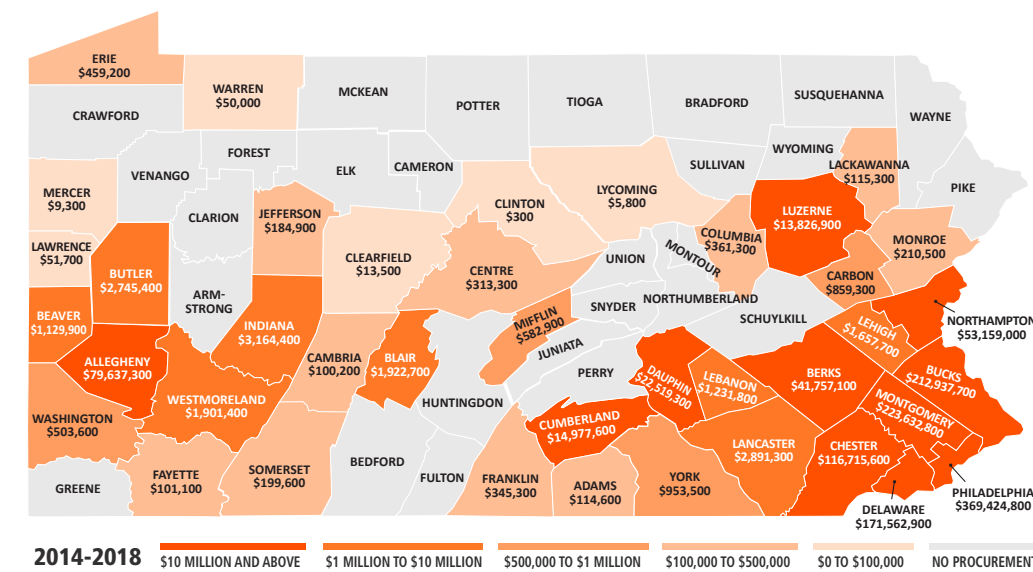 ERIE
$459,200
WARREN
$50,000
MCKEAN
POTTER
TIOGA
BRADFORD
SUSQUEHANNA
WAYNE
CRAWFORD
FOREST
ELK
CAMERON
SULLIVAN
WYOMING
LACKAWANNA
$115,300
PIKE
VENANGO
MERCER
$9,300
CLARION
JEFFERSON
$184,900
CLINTON
$300
LYCOMING
$5,800
LUZERNE
$13,826,900
COLUMBIA
$361,300
MONROE
$210,500
LAWRENCE
$51,700
BUTLER
$2,745,400
CLEARFIELD
$13,500
CENTRE
$313,300
UNION
MONTOUR
CARBON
$859,300
ARM-
STRONG
SNYDER
NORTHUMBERLAND
SCHUYLKILL
BEAVER
$1,129,900
INDIANA
$3,164,400
MIFFLIN
$582,900
LEHIGH
$1,657,700
NORTHAMPTON
$53,159,000
ALLEGHENY
$79,637,300
CAMBRIA
$100,200
BLAIR
$1,922,700
JUNIATA
PERRY
DAUPHIN
$22,519,300
LEBANON
$1,231,800
BERKS
$41,757,100
BUCKS
$212,937,700
WESTMORELAND
$1,901,400
HUNTINGDON
MONTGOMERY
$223,632,800
WASHINGTON
$503,600
CUMBERLAND
$14,977,600
LANCASTER
$2,891,300
CHESTER
$116,715,600
GREENE
FAYETTE
$101,100
SOMERSET
$199,600
BEDFORD
FULTON
FRANKLIN
$345,300
ADAMS
$114,600
YORK
$953,500
PHILADELPHIA
$369,424,800
DELAWARE
$171,562,900
2014-2018
$10 MILLION AND ABOVE
$1 MILLION TO $10 MILLION
$500,000 TO $1 MILLION
$100,000 TO $500,000
$0 TO $100,000
NO PROCUREMENT